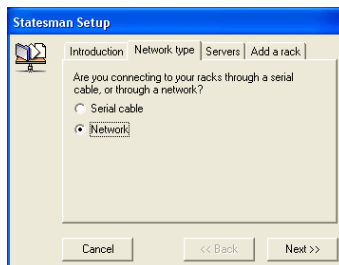 Statesman Setup
Introduction Network type Servers Add a rack
Are you connecting to your racks through a serial
cable, or through a network?
Serial cable
Network
Cancel << Back Next >>